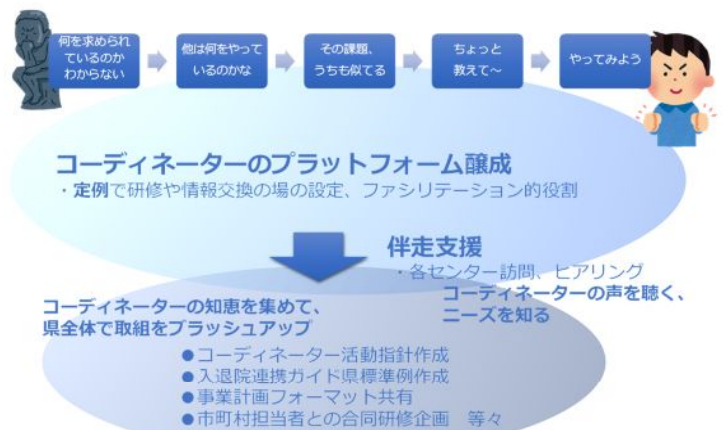 何を求められ
ているのか
わからない
他は何をやって
いるのかな
その課題、
うちも似てる
ちょっと
教えて～
やってみよう
コーディネーターのプラットフォーム醸成
・定例で研修や情報交換の場の設定、ファシリテーション的役割
伴走支援
・各センター訪問、ヒアリング
コーディネーターの声を聴く、
ニーズを知る
コーディネーターの知恵を集めて、
県全体で取組をブラッシュアップ
●コーディネーター活動指針作成
●入退院連携ガイド県標準例作成
●事業計画フォーマット共有
●市町村担当者との合同研修企画　等々